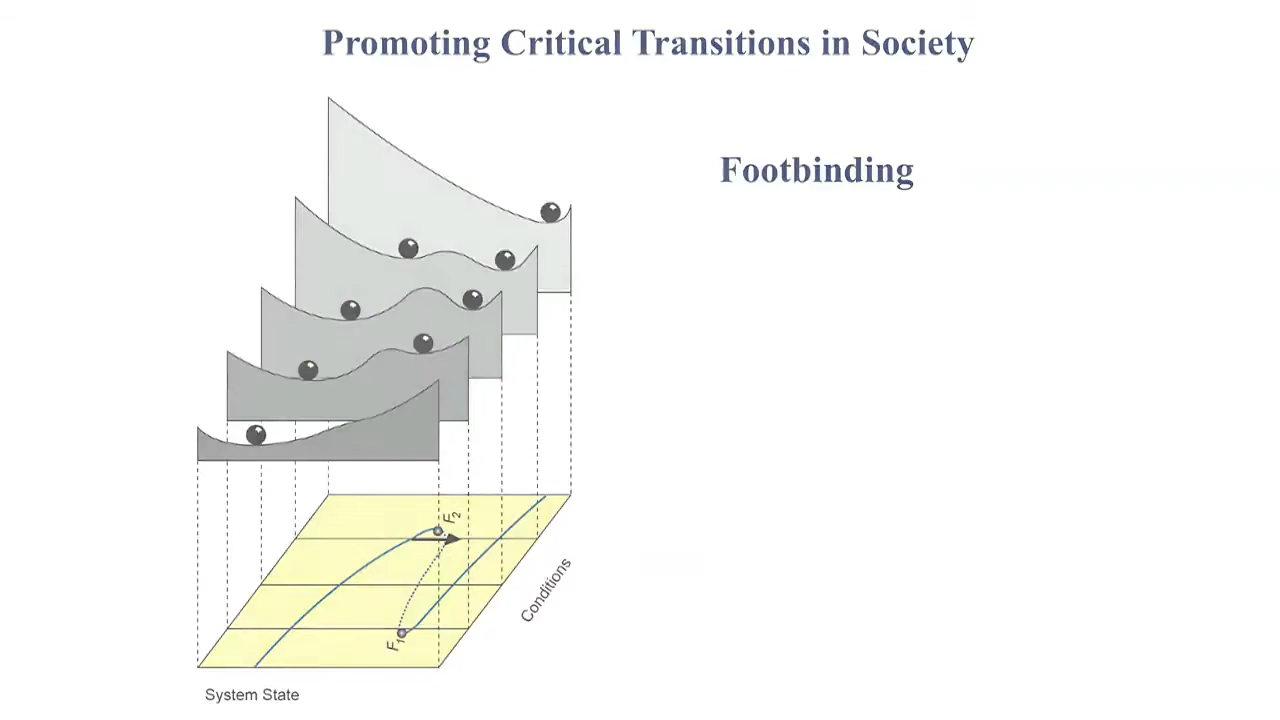 Promoting Critical Transitions in Society
Footbinding
F2
F1
Conditions
System State